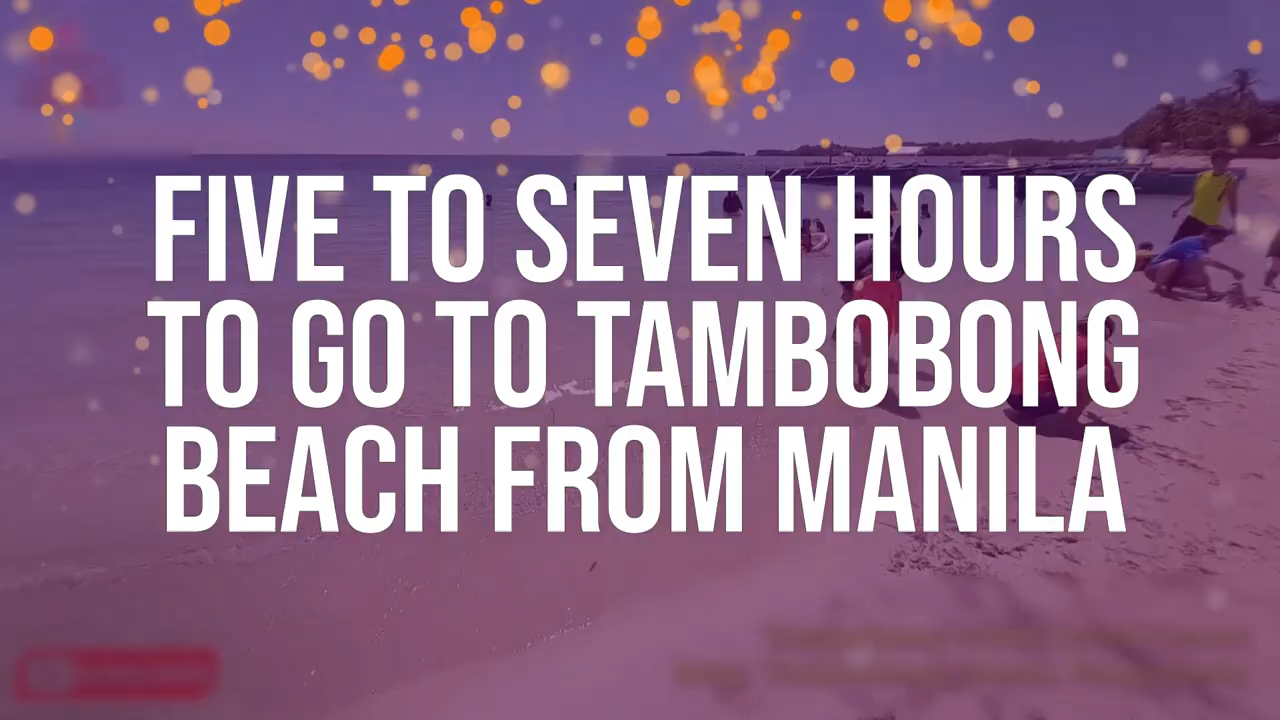 FIVE TO SEVEN HOURS
TO GO TO TAMBOBONG
BEACH FROM MANILA